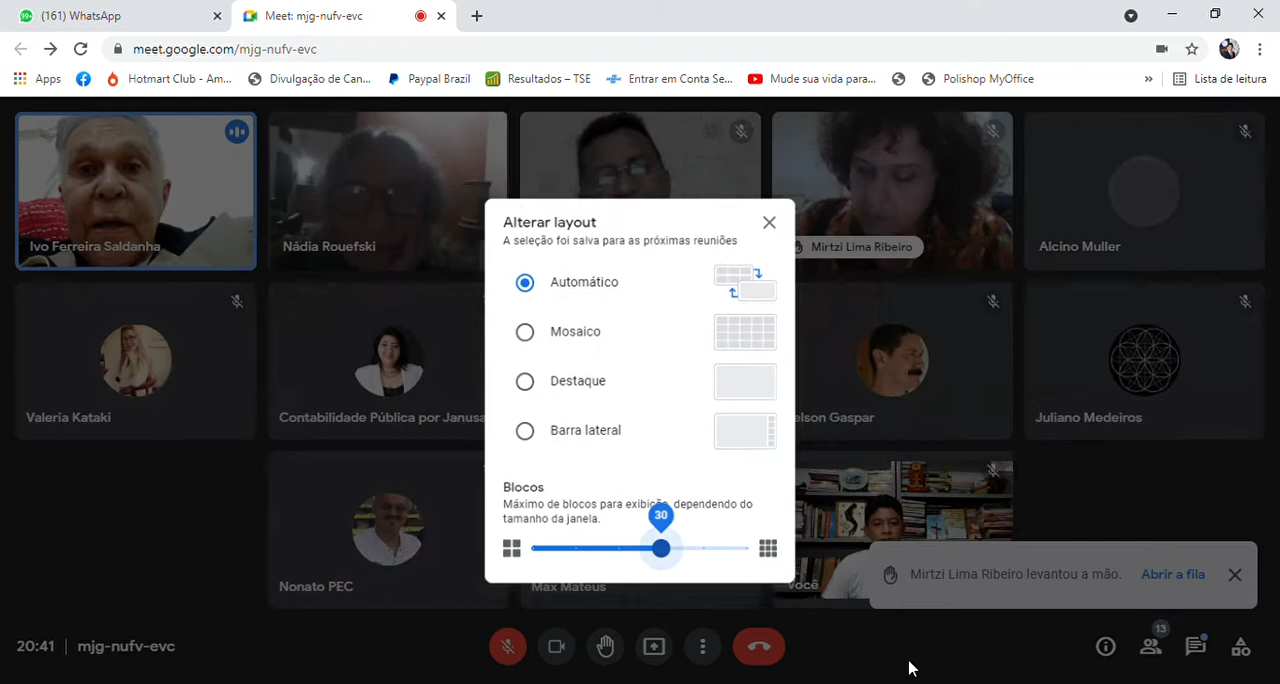 99+
(161) WhatsApp
Meet: mjg-nufv-evc
meet.google.com/mjg-nufv-evc
Apps
Hotmart Club - Am...
Divulgação de Can...
Paypal Brazil
Resultados – TSE
Entrar em Conta Se...
Mude sua vida para...
Polishop MyOffice
»
Lista de leitura
Ivo Ferreira Saldanha
Nádia Rouefski
Mirtzi Lima Ribeiro
Alcino Muller
Alterar layout
A seleção foi salva para as próximas reuniões
Automático
Mosaico
Destaque
Barra lateral
Blocos
Máximo de blocos para exibição, dependendo do
tamanho da janela.
30
Valeria Kataki
Contabilidade Pública por Janusa
elson Gaspar
Juliano Medeiros
Nonato PEC
Max Mateus
Você
Mirtzi Lima Ribeiro levantou a mão.
Abrir a fila
20:41 | mjg-nufv-evc
13